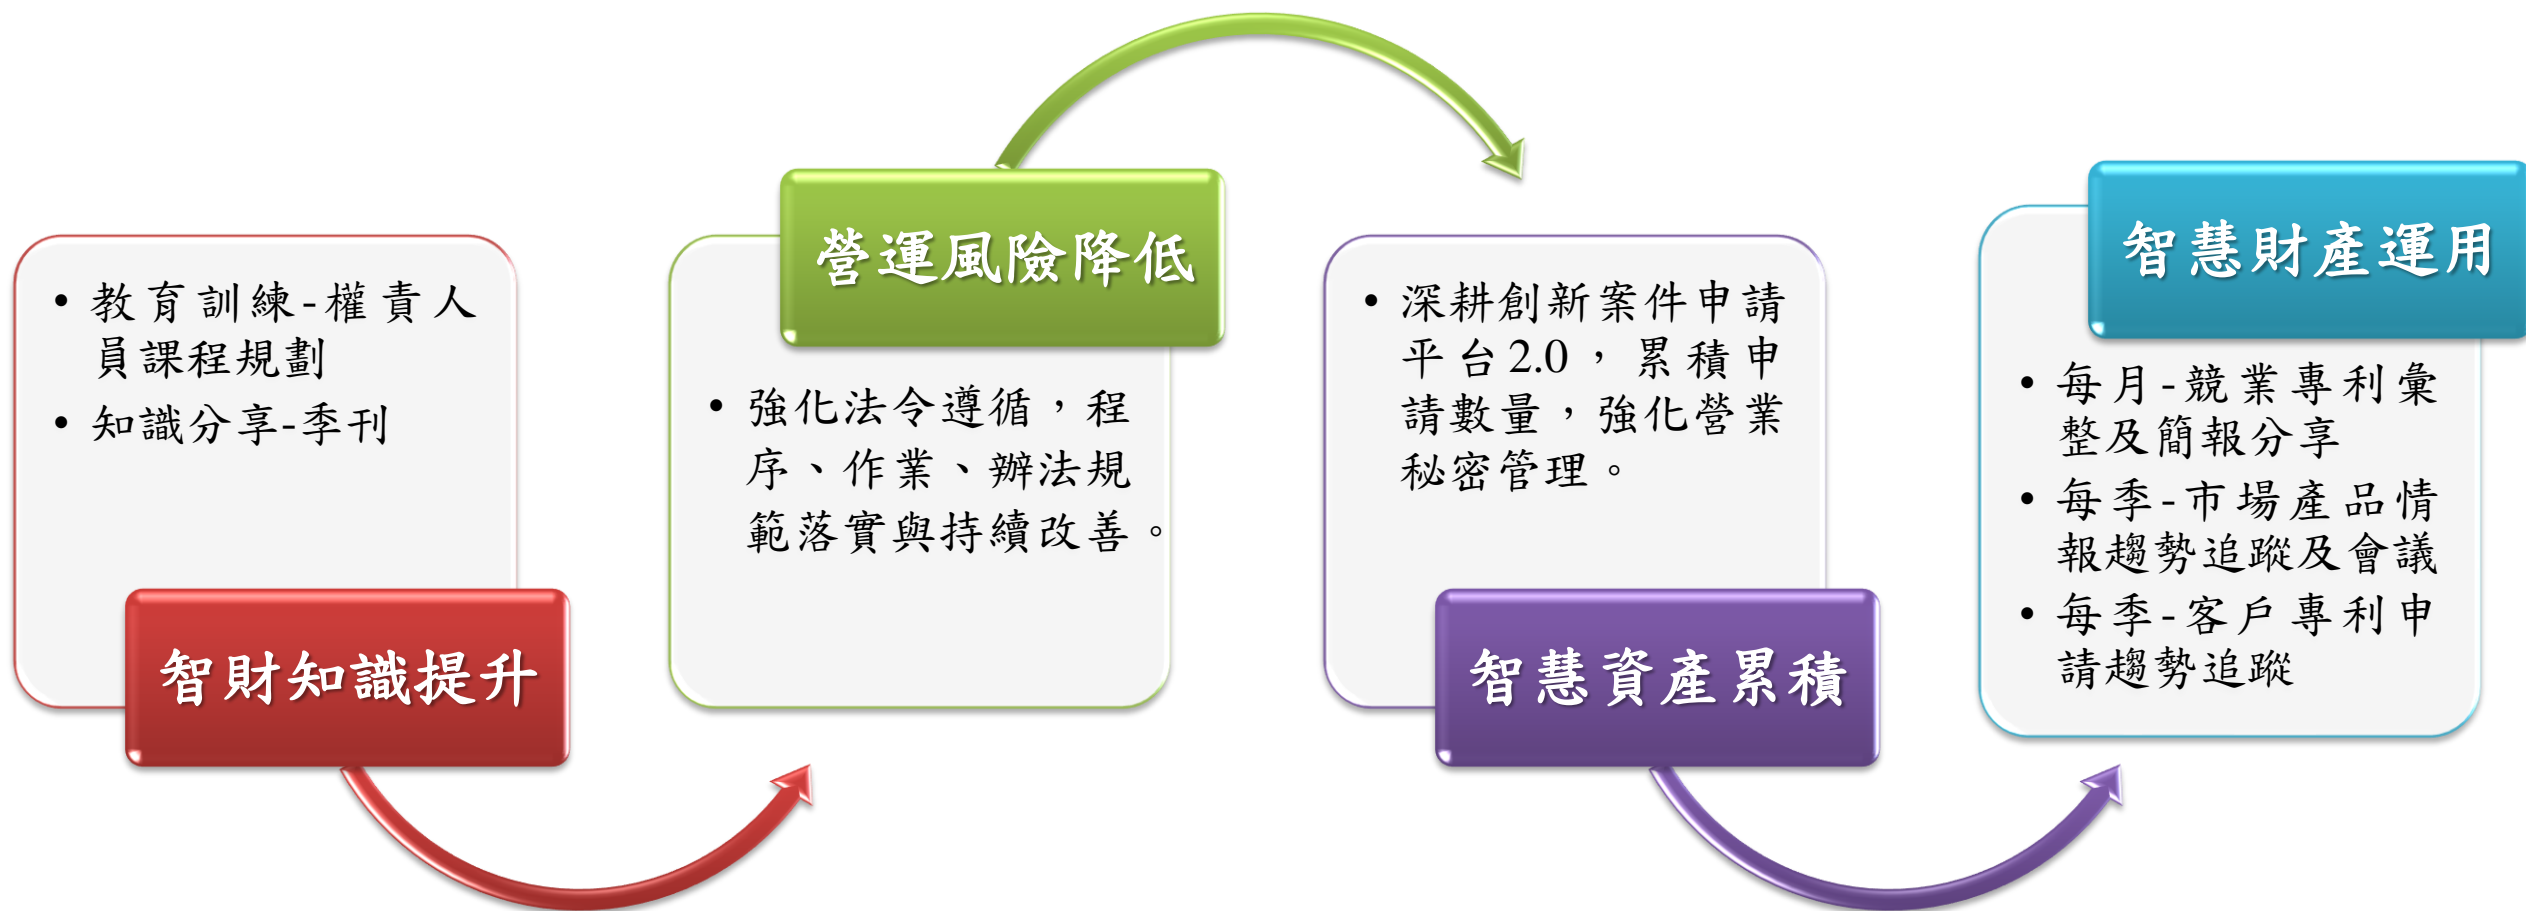 • 教育訓練-權責人
員課程規劃
• 知識分享-季刊
智財知識提升
營運風險降低
• 強化法令遵循，程
序、作業、辦法規
範落實與持續改善。
• 深耕創新案件申請
平台2.0，累積申
請數量，強化營業
秘密管理。
智慧資產累積
智慧財產運用
• 每月-競業專利彙
整及簡報分享
• 每季-市場產品情
報趨勢追蹤及會議
• 每季-客戶專利申
請趨勢追蹤